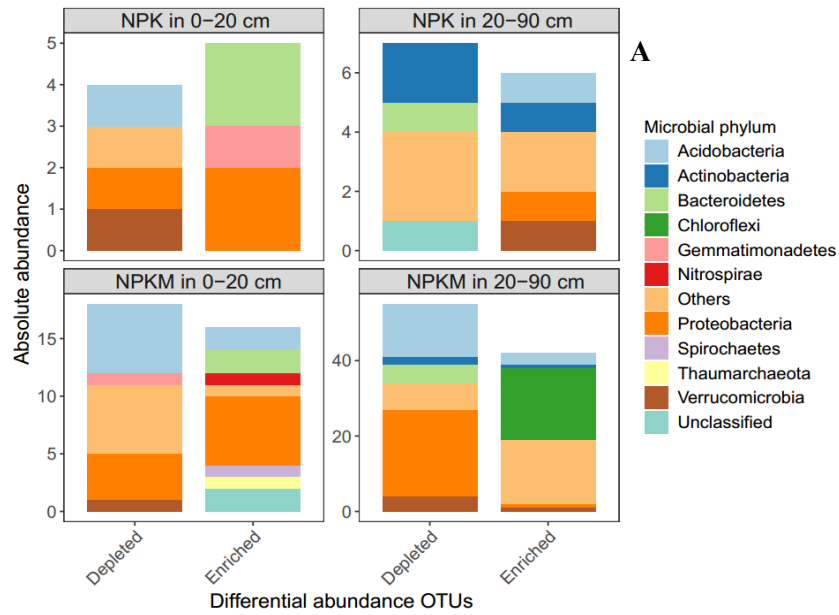 NPK in 0−20 cm
NPK in 20−90 cm
A
5
4
3
2
1
0
6
4
2
0
NPKM in 0−20 cm
NPKM in 20−90 cm
15
10
5
0
40
20
0
Absolute abundance
Depleted
Enriched
Depleted
Enriched
Differential abundance OTUs
Microbial phylum
Acidobacteria
Actinobacteria
Bacteroidetes
Chloroflexi
Gemmatimonadetes
Nitrospirae
Others
Proteobacteria
Spirochaetes
Thaumarchaeota
Verrucomicrobia
Unclassified